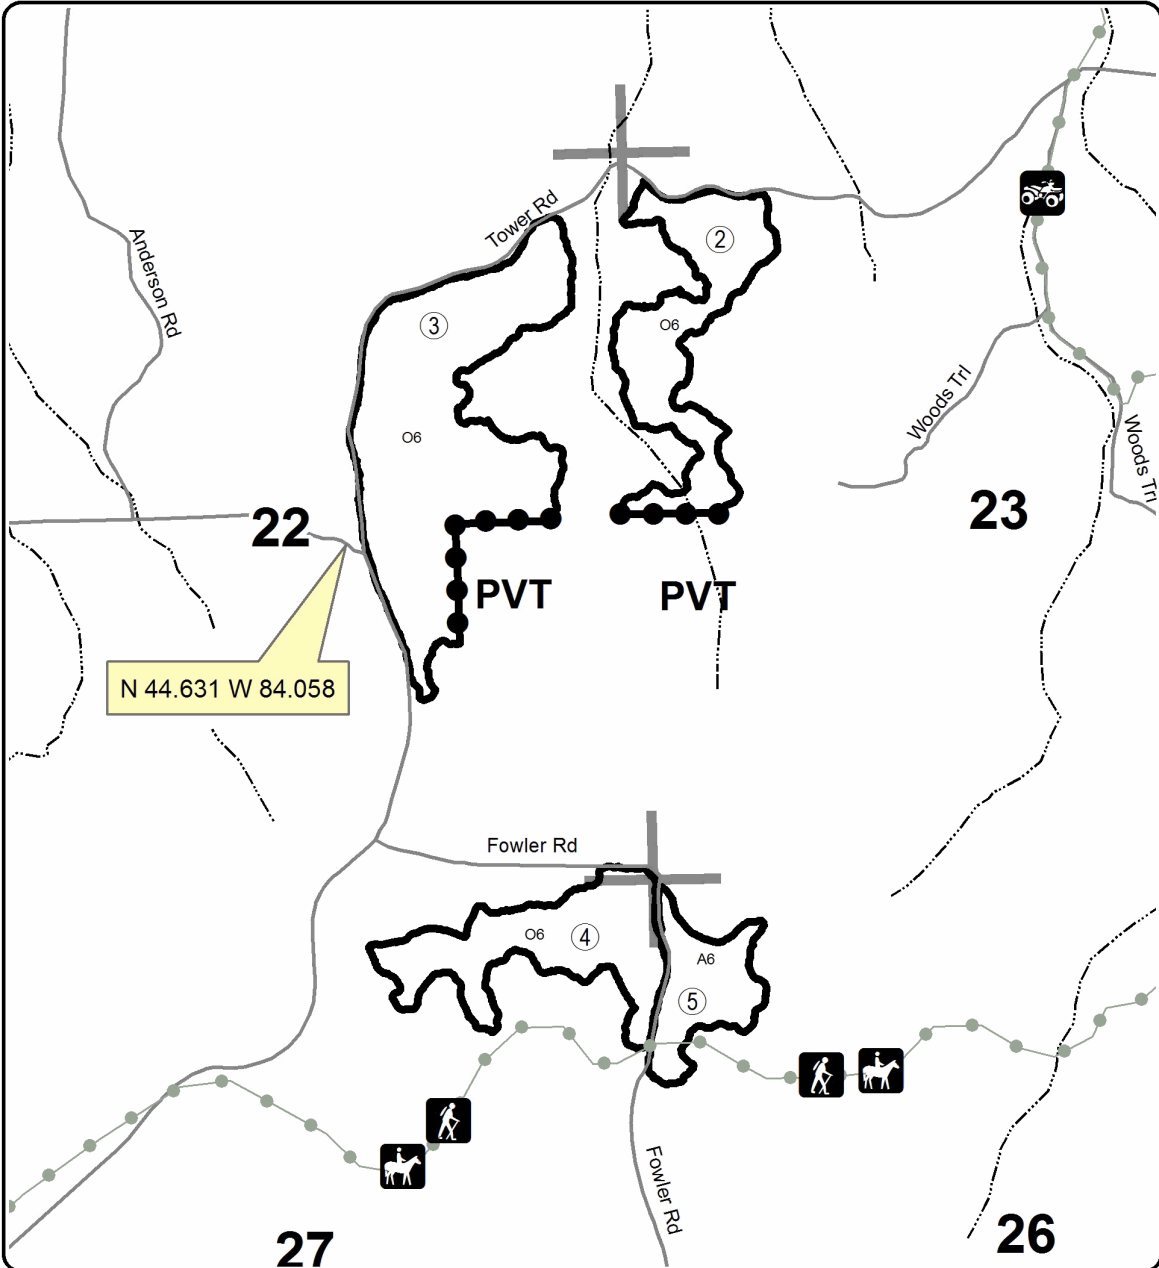 Tower Rd
2
Anderson Rd
3
O6
O6
Woods Trl
Woods Trl
22
23
PVT
PVT
N 44.631 W 84.058
Fowler Rd
O6
4
A6
5
Fowler Rd
27
26